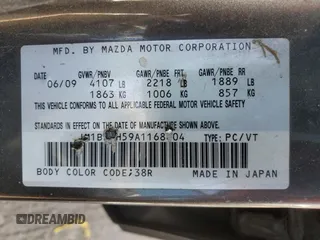 MFD. BY MAZDA MOTOR CORPORATION
GVWR/PNBV GAWR/PNBE FRT. GAWR/PNBE RR
06/09 4107 LB 2218 LB 1889 LB
1863 KG 1006 KG 857 KG
THIS VEHICLE CONFORMS TO ALL APPLICABLE FEDERAL MOTOR VEHICLE SAFETY
STANDARDS IN EFFECT ON THE DATE OF MANUFACTURE SHOWN ABOVE.
TYPE: PC/VT
BODY COLOR CODE;38R MADE IN JAPAN
DREAMBID